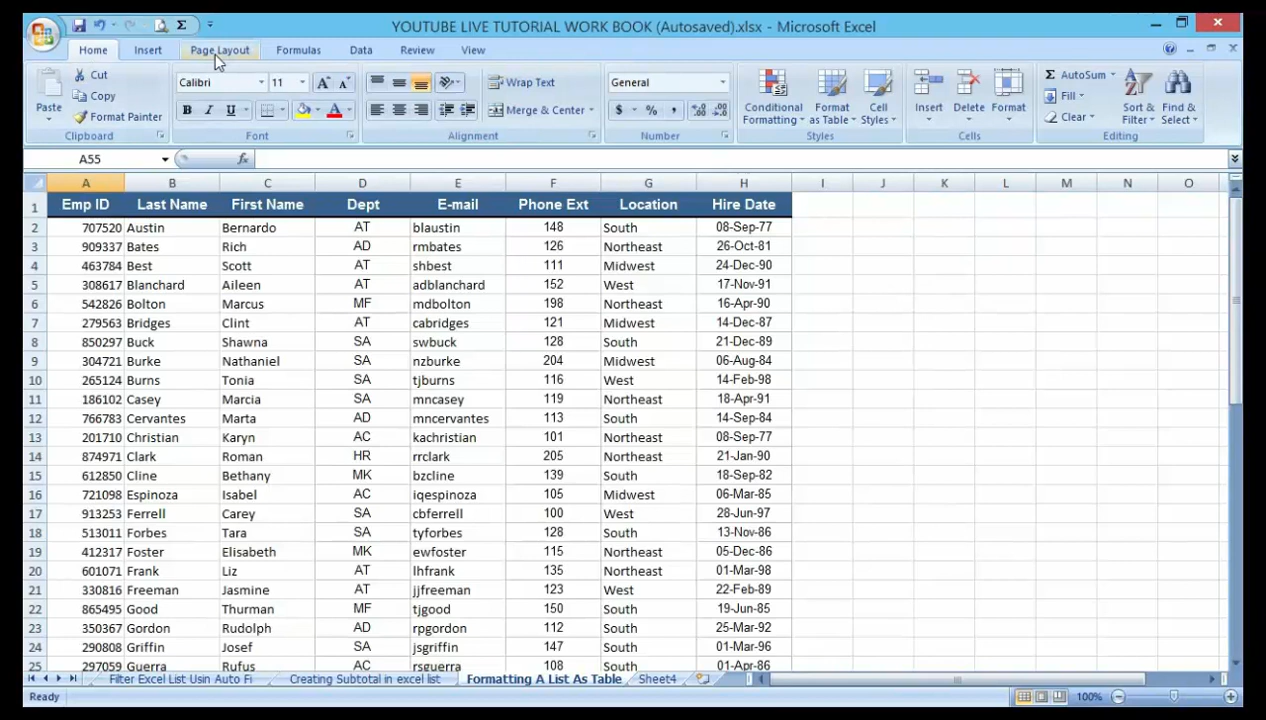 YOUTUBE LIVE TUTORIAL WORK BOOK (Autosaved).xlsx - Microsoft Excel
Home Insert Page Layout Formulas Data Review View
Cut Calibri 11 Wrap Text General AutoSum
Copy Paste Fill
Format Painter Merge & Center $ % , Conditional Formatting Format as Table Cell Styles Insert Delete Format Clear Sort & Filter Find & Select
Clipboard Font Alignment Number Styles Cells Editing
A55 fx
A B C D E F G H I J K L M N O
1 Emp ID Last Name First Name Dept E-mail Phone Ext Location Hire Date
2 707520 Austin Bernardo AT blaustin 148 South 08-Sep-77
3 909337 Bates Rich AD rmbates 126 Northeast 26-Oct-81
4 463784 Best Scott AT shbest 111 Midwest 24-Dec-90
5 308617 Blanchard Aileen AT adblanchard 152 West 17-Nov-91
6 542826 Bolton Marcus MF mdbolton 198 Northeast 16-Apr-90
7 279563 Bridges Clint AT cabridges 121 Midwest 14-Dec-87
8 850297 Buck Shawna SA swbuck 128 South 21-Dec-89
9 304721 Burke Nathaniel SA nzburke 204 Midwest 06-Aug-84
10 265124 Burns Tonia SA tjburns 116 West 14-Feb-98
11 186102 Casey Marcia SA mncasey 119 Northeast 18-Apr-91
12 766783 Cervantes Marta AD mncervantes 113 South 14-Sep-84
13 201710 Christian Karyn AC kachristian 101 Northeast 08-Sep-77
14 874971 Clark Roman HR rrclark 205 Northeast 21-Jan-90
15 612850 Cline Bethany MK bzcline 139 South 18-Sep-82
16 721098 Espinoza Isabel AC iqespinoza 105 Midwest 06-Mar-85
17 913253 Ferrell Carey SA cbferrell 100 West 28-Jun-97
18 513011 Forbes Tara SA tyforbes 128 South 13-Nov-86
19 412317 Foster Elisabeth MK ewfoster 115 Northeast 05-Dec-86
20 601071 Frank Liz AT lhfrank 135 Northeast 01-Mar-98
21 330816 Freeman Jasmine AT jjfreeman 123 West 22-Feb-89
22 865495 Good Thurman MF tjgood 150 South 19-Jun-85
23 350367 Gordon Rudolph AD rpgordon 112 South 25-Mar-92
24 290808 Griffin Josef SA jsgriffin 147 South 01-Mar-96
25 297059 Guerra Rufus AC rsguerra 108 South 01-Apr-86
Filter Excel List Usin Auto Fi Creating Subtotal in excel list Formatting A List As Table Sheet4
Ready 100%